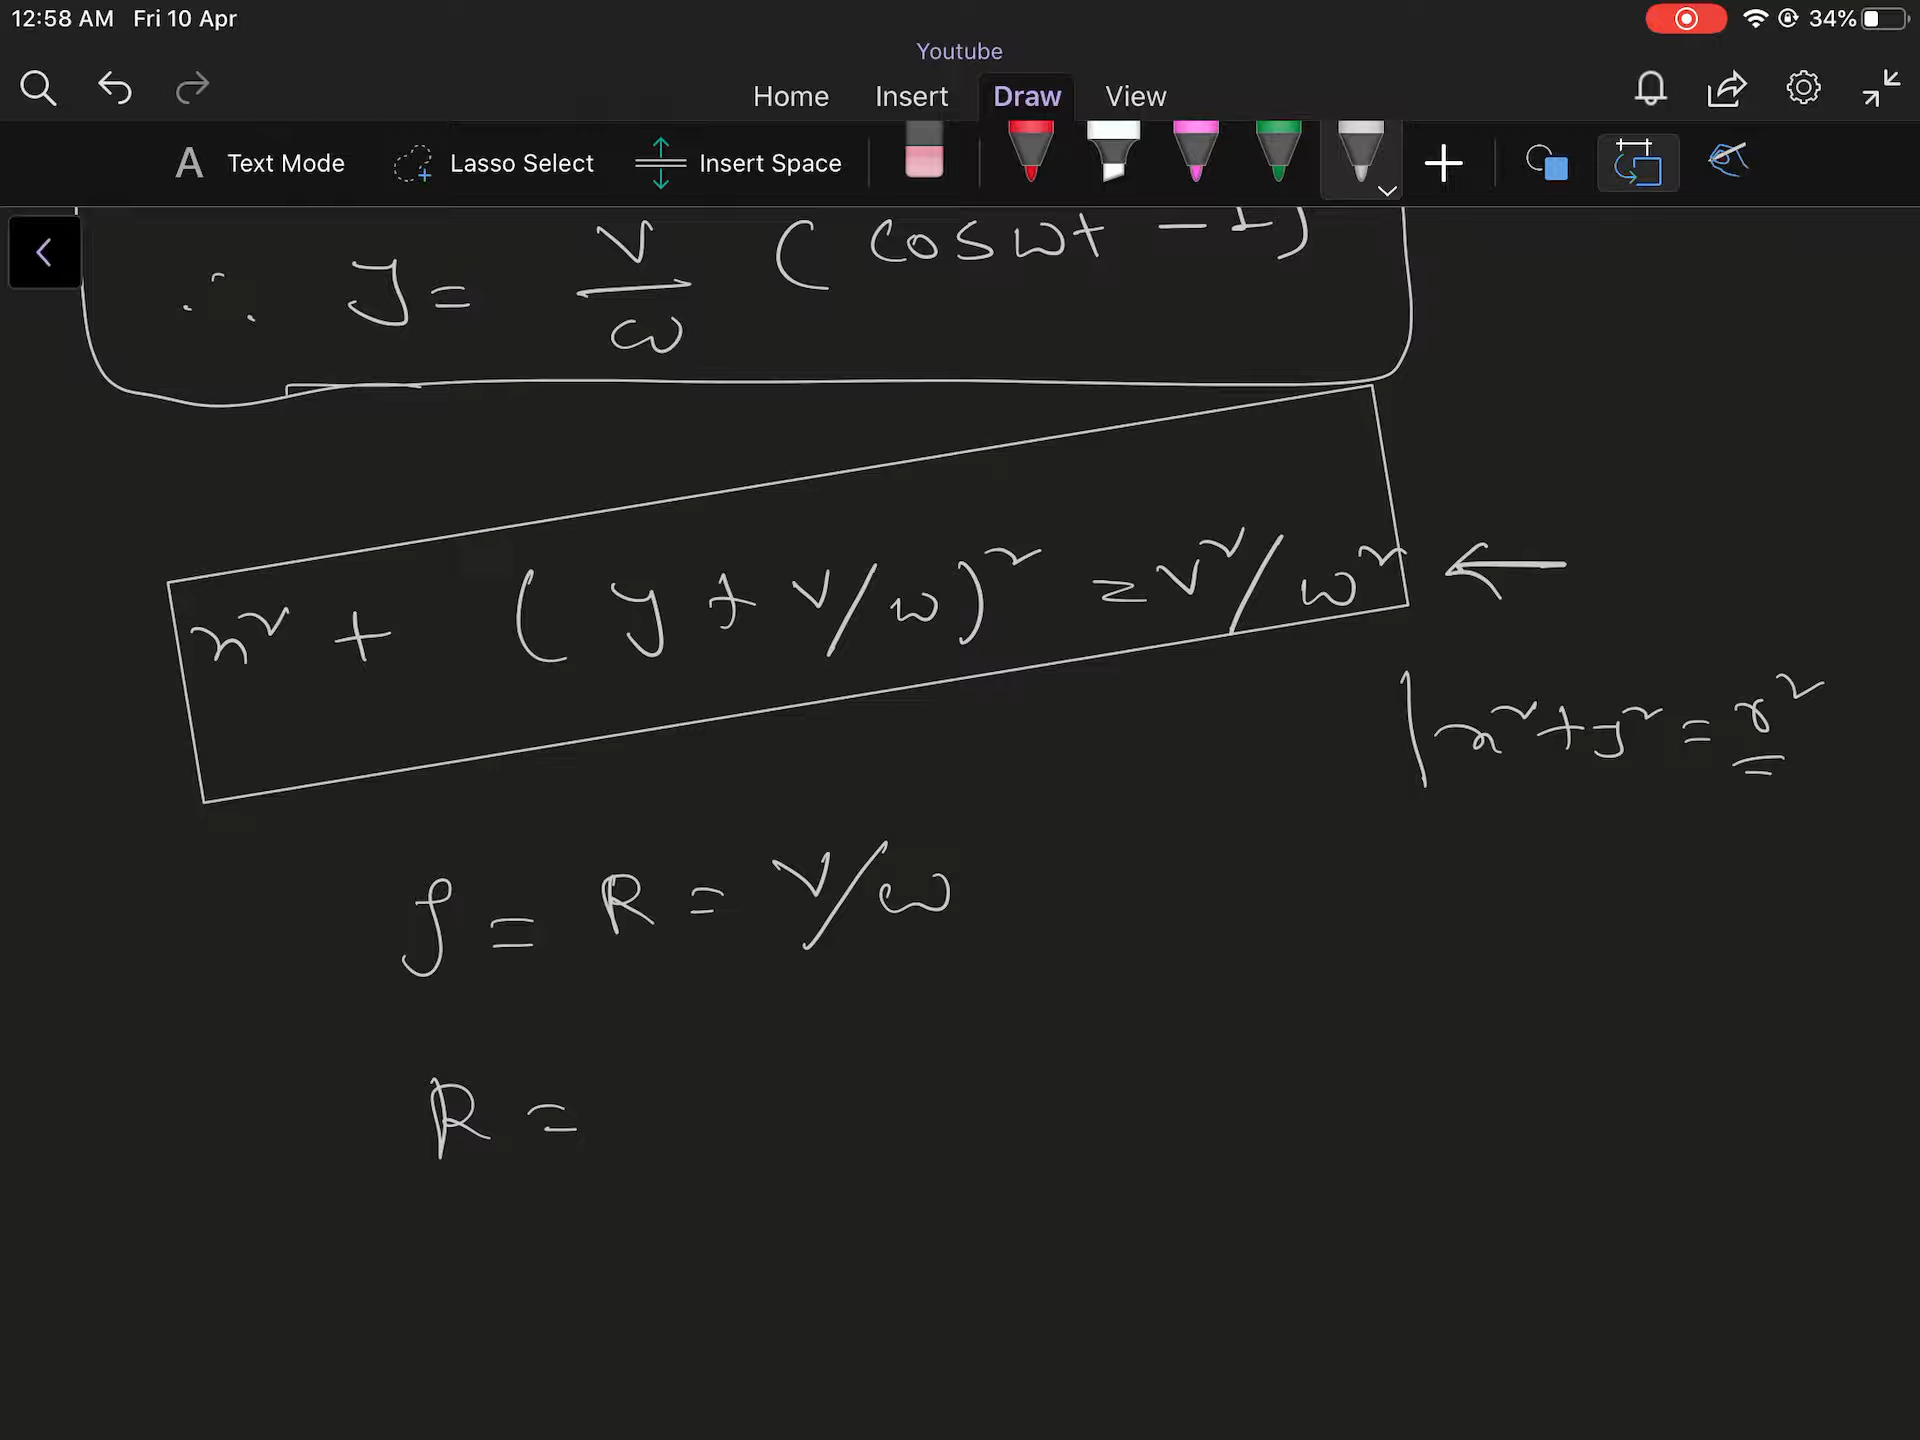 12:58 AM Fri 10 Apr 34%
Youtube
Home Insert Draw View
A Text Mode Lasso Select Insert Space
∴ y = v/ω (cos ωt - 1)
x² + (y + v/ω)² = v²/ω² ←
x² + y² = r²
ρ = R = v/ω
R =